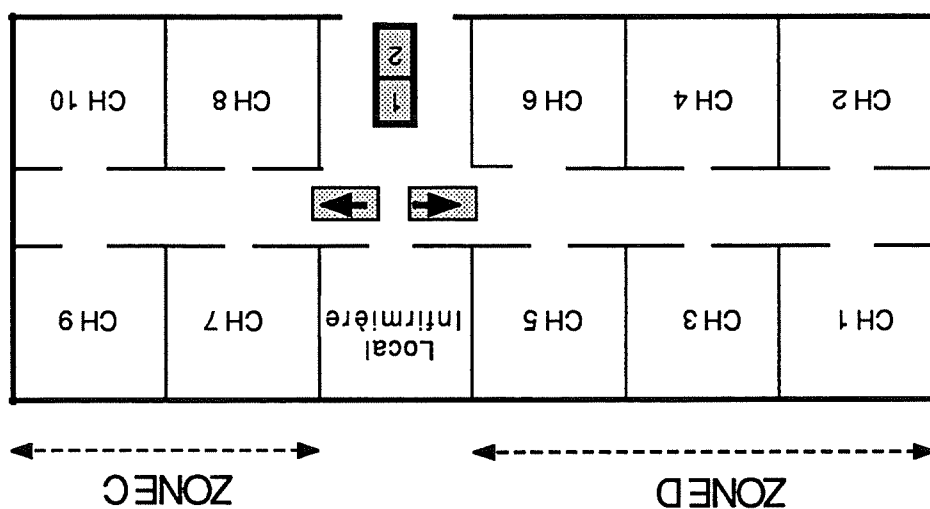 ZONE D
ZONE C
CH 1
CH 3
CH 5
Local
Infirmière
CH 7
CH 9
CH 2
CH 4
CH 6
1
2
CH 8
CH 10